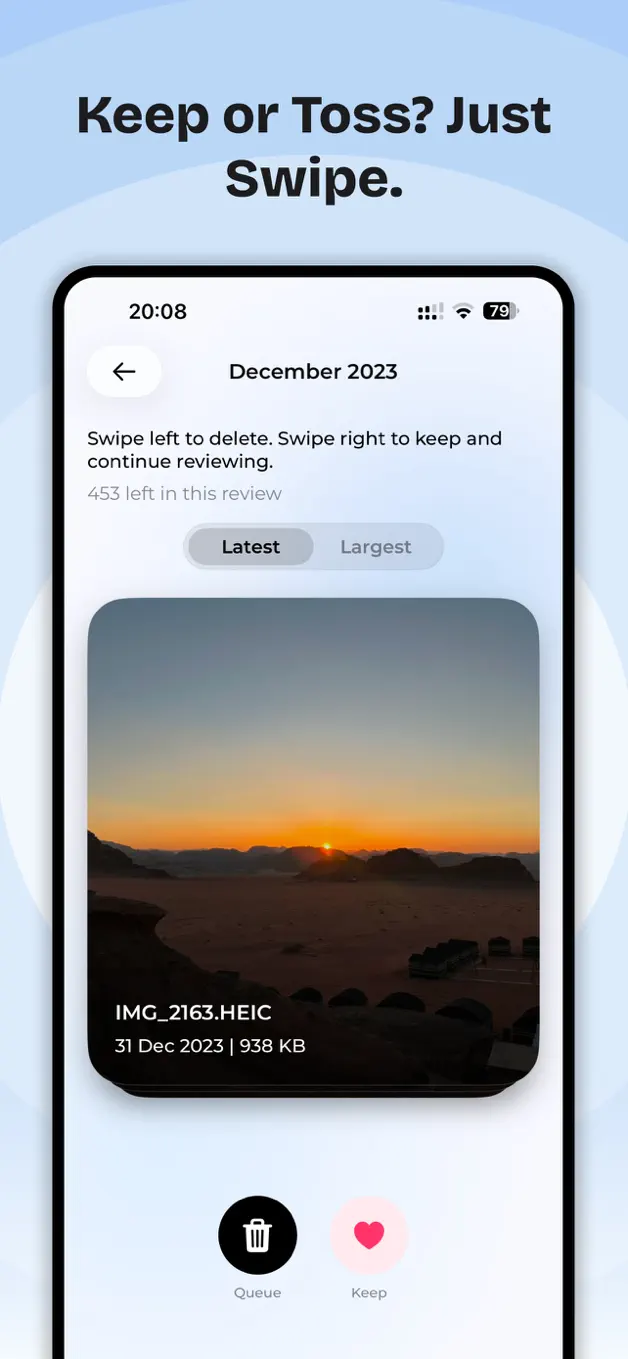 Keep or Toss? Just
Swipe.
20:08
79
December 2023
Swipe left to delete. Swipe right to keep and
continue reviewing.
453 left in this review
Latest
Largest
IMG_2163.HEIC
31 Dec 2023 | 938 KB
Queue
Keep